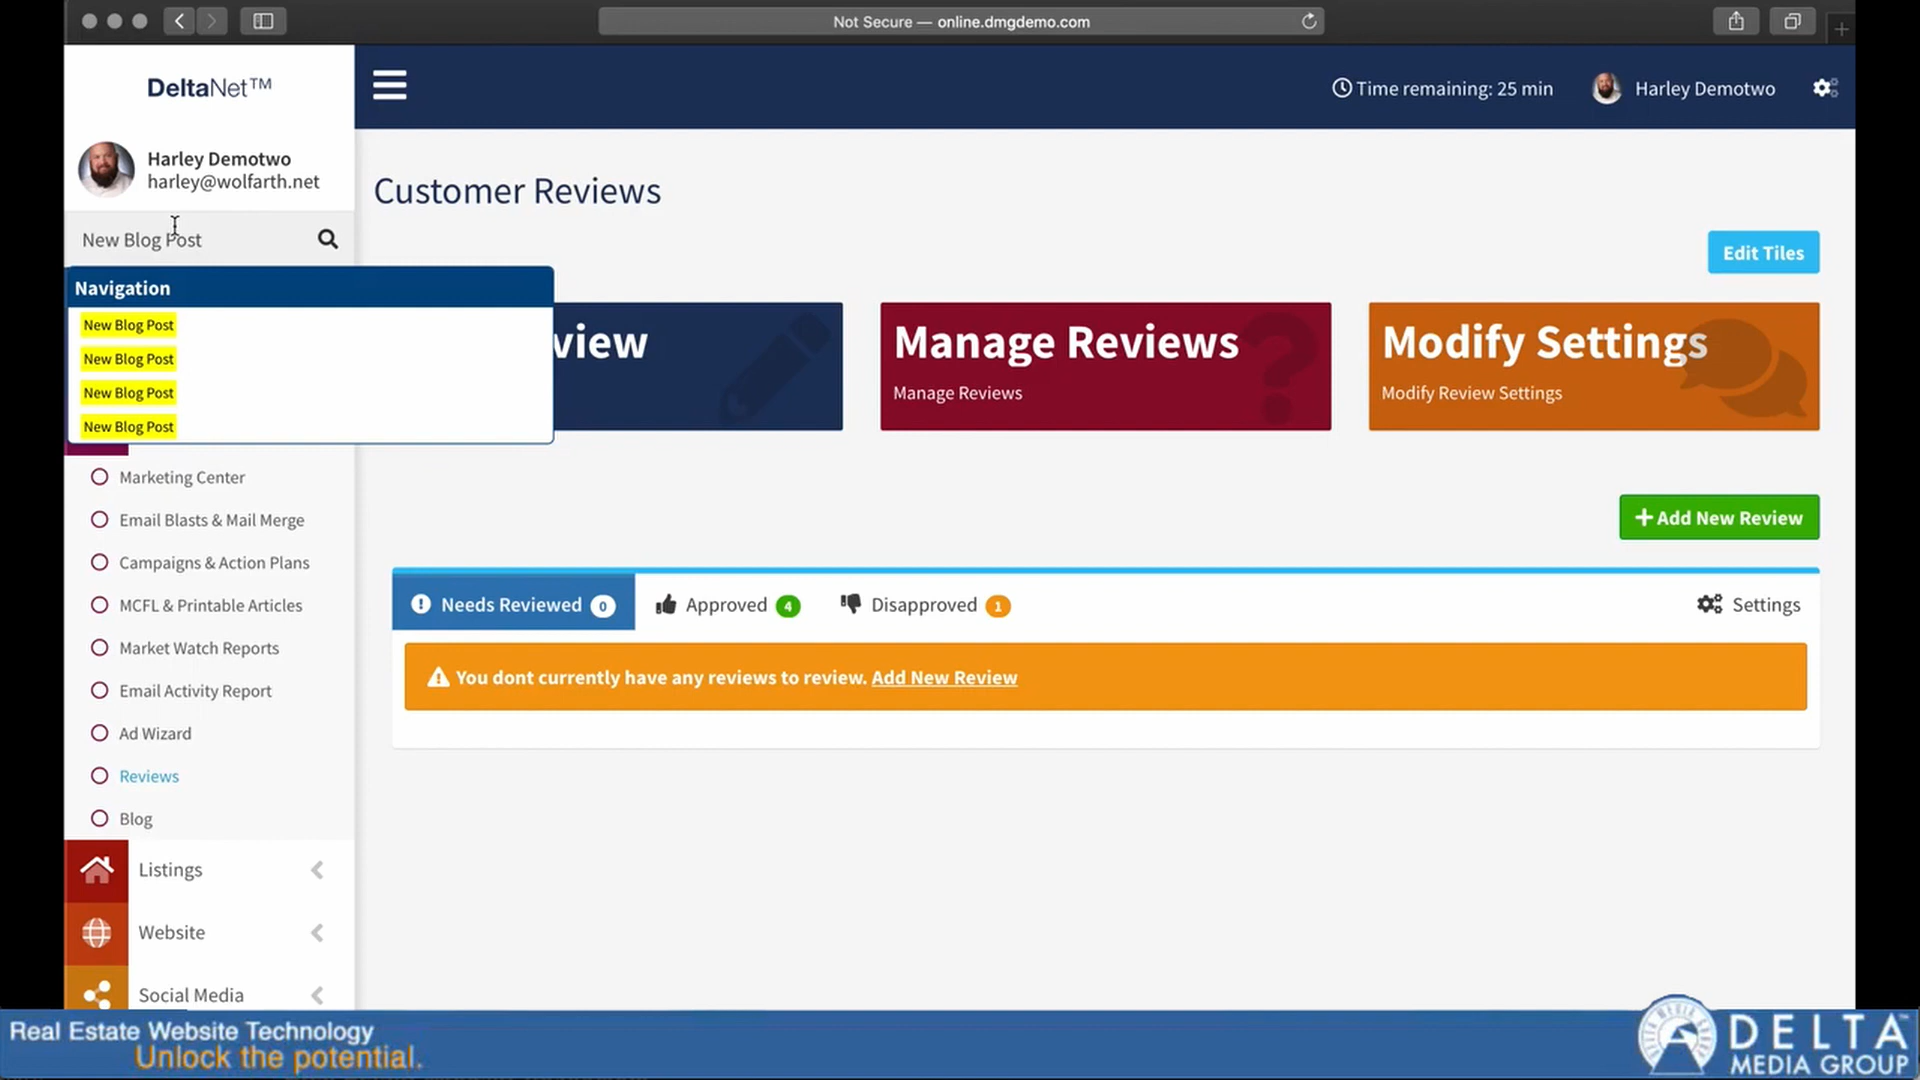 Not Secure — online.dmgdemo.com
DeltaNet™
Time remaining: 25 min
Harley Demotwo
Harley Demotwo
harley@wolfarth.net
Customer Reviews
New Blog Post
Edit Tiles
Navigation
New Blog Post
New Blog Post
New Blog Post
New Blog Post
view
Manage Reviews
Manage Reviews
Modify Settings
Modify Review Settings
Marketing Center
Email Blasts & Mail Merge
Campaigns & Action Plans
MCFL & Printable Articles
Market Watch Reports
Email Activity Report
Ad Wizard
Reviews
Blog
Listings
Website
Social Media
Add New Review
Needs Reviewed 0
Approved 4
Disapproved 1
Settings
You dont currently have any reviews to review. Add New Review
Real Estate Website Technology
Unlock the potential.
DELTA
MEDIA GROUP